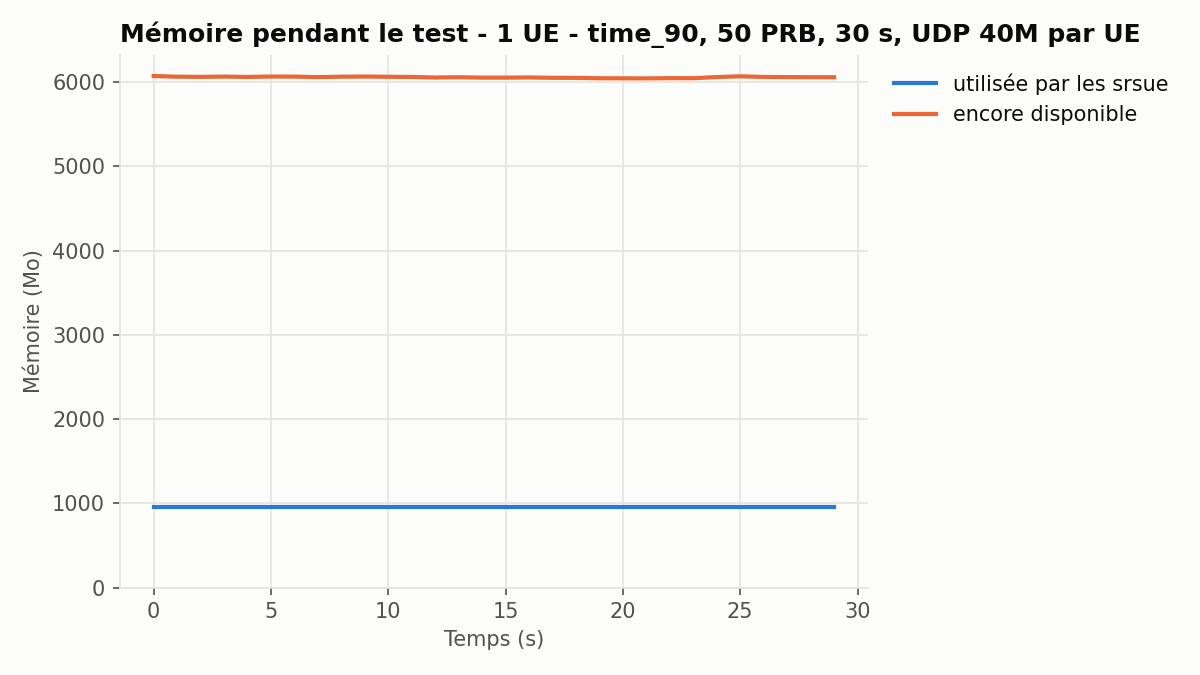 Mémoire pendant le test - 1 UE - time_90, 50 PRB, 30 s, UDP 40M par UE
utilisée par les srsue
encore disponible
Mémoire (Mo)
6000
5000
4000
3000
2000
1000
0
0 5 10 15 20 25 30
Temps (s)